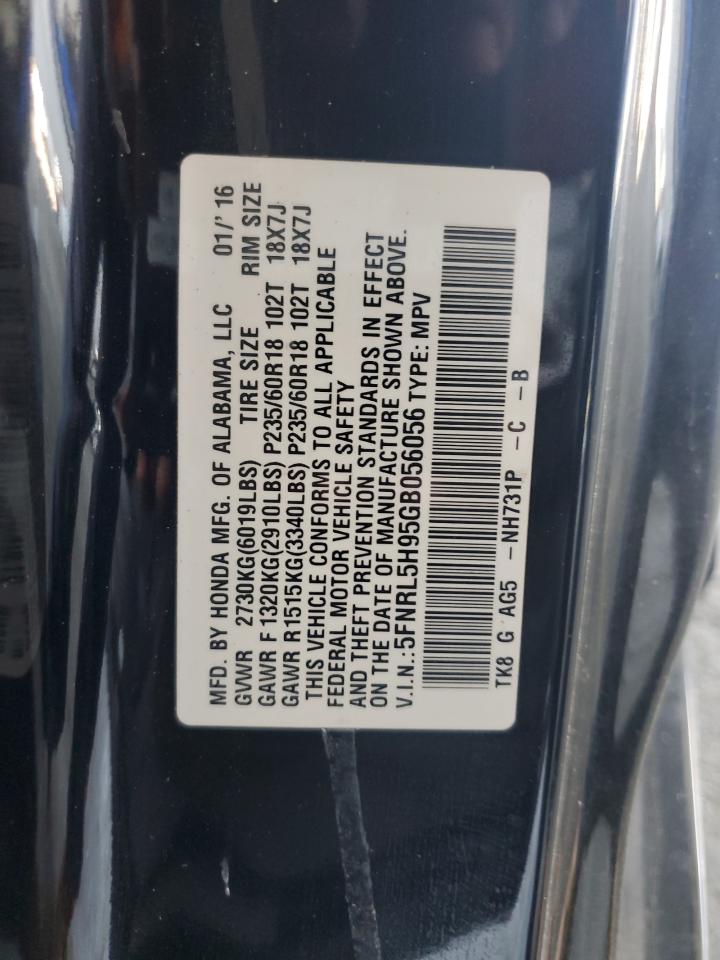 MFD. BY HONDA MFG. OF ALABAMA, LLC 01/'16
GVWR 2730KG(6019LBS) TIRE SIZE RIM SIZE
GAWR F 1320KG(2910LBS) P235/60R18 102T 18X7J
GAWR R 1515KG(3340LBS) P235/60R18 102T 18X7J
THIS VEHICLE CONFORMS TO ALL APPLICABLE
FEDERAL MOTOR VEHICLE SAFETY
AND THEFT PREVENTION STANDARDS IN EFFECT
ON THE DATE OF MANUFACTURE SHOWN ABOVE.
V.I.N.:5FNRL5H95GB056056 TYPE: MPV
TK8 G AG5 -NH731P -C -B